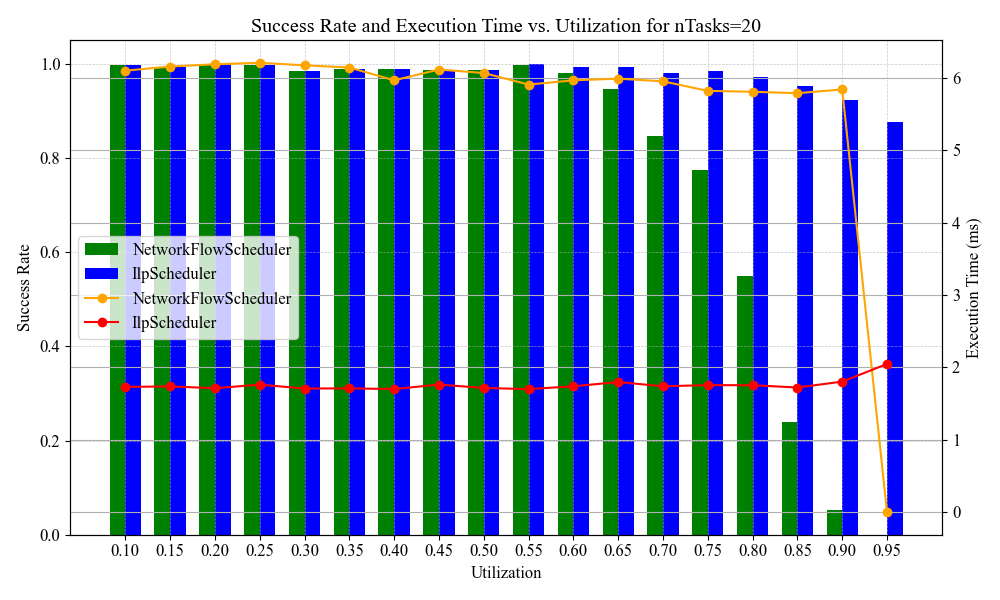 Success Rate and Execution Time vs. Utilization for nTasks=20
1.0
0.8
0.6
0.4
0.2
0.0
Success Rate
NetworkFlowScheduler
IlpScheduler
NetworkFlowScheduler
IlpScheduler
6
5
4
3
2
1
0
Execution Time (ms)
0.10 0.15 0.20 0.25 0.30 0.35 0.40 0.45 0.50 0.55 0.60 0.65 0.70 0.75 0.80 0.85 0.90 0.95
Utilization